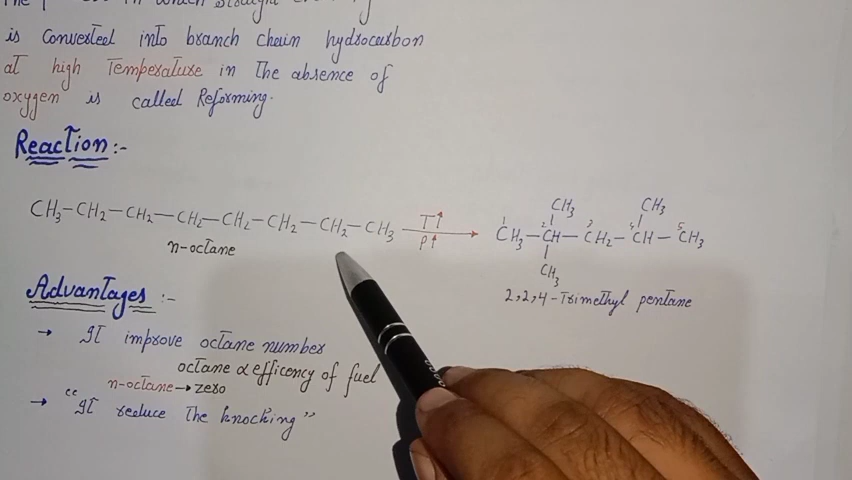 in which straight
is converted into branch chain hydrocarbon
at high Temperature in the absence of
oxygen is called Reforming.
Reaction:-
CH₃-CH₂-CH₂-CH₂-CH₂-CH₂-CH₂-CH₃
T↑
P↑
n-octane
CH₃ CH₃
1 2 3 4 5
CH₃-CH-CH₂-CH-CH₃
CH₃
2,2,4-Trimethyl pentane
Advantages :-
→ It improve octane number
octane α efficency of fuel
n-octane → zero
→ "It reduce the knocking"